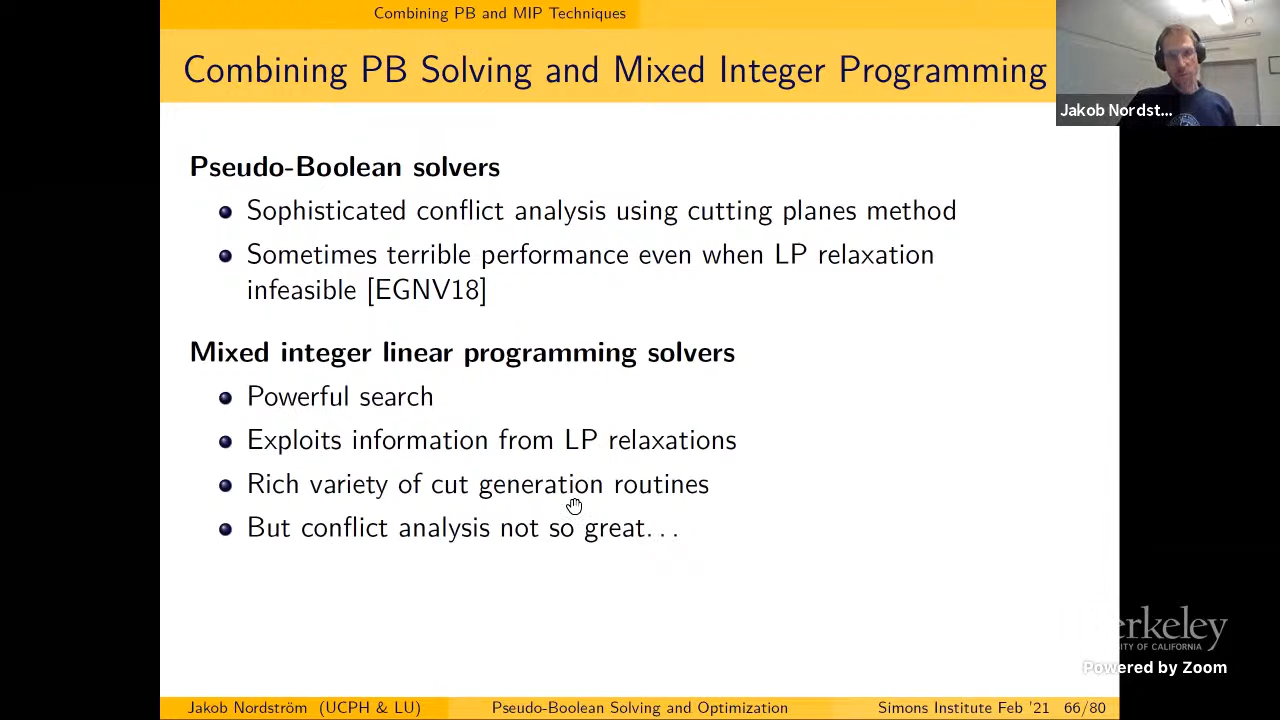 Combining PB and MIP Techniques
Combining PB Solving and Mixed Integer Programming
Jakob Nordst...
Pseudo-Boolean solvers
Sophisticated conflict analysis using cutting planes method
Sometimes terrible performance even when LP relaxation
infeasible [EGNV18]
Mixed integer linear programming solvers
Powerful search
Exploits information from LP relaxations
Rich variety of cut generation routines
But conflict analysis not so great...
erkeley
TY OF CALIFORNIA
Powered by Zoom
Jakob Nordström (UCPH & LU) Pseudo-Boolean Solving and Optimization Simons Institute Feb '21 66/80